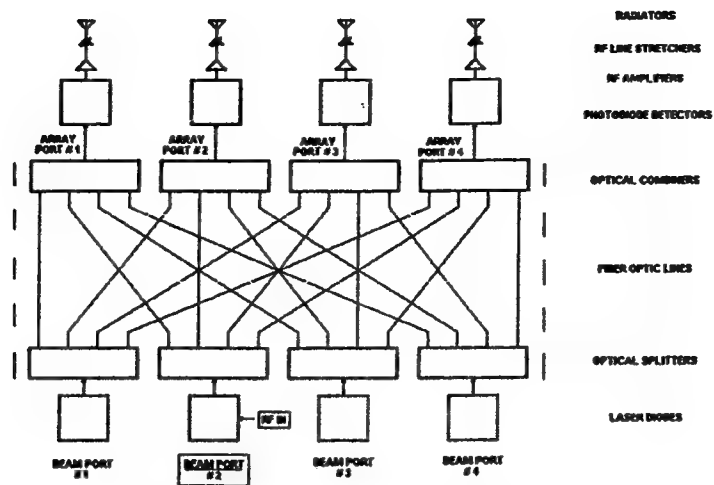 RADIATORS
RF LINE STRETCHERS
RF AMPLIFIERS
PHOTODIODE DETECTORS
ARRAY
PORT #1
ARRAY
PORT #2
ARRAY
PORT #3
ARRAY
PORT #4
OPTICAL COMBINERS
FIBER OPTIC LINES
OPTICAL SPLITTERS
RF IN
LASER DIODES
BEAM PORT
#1
BEAM PORT
#2
BEAM PORT
#3
BEAM PORT
#4